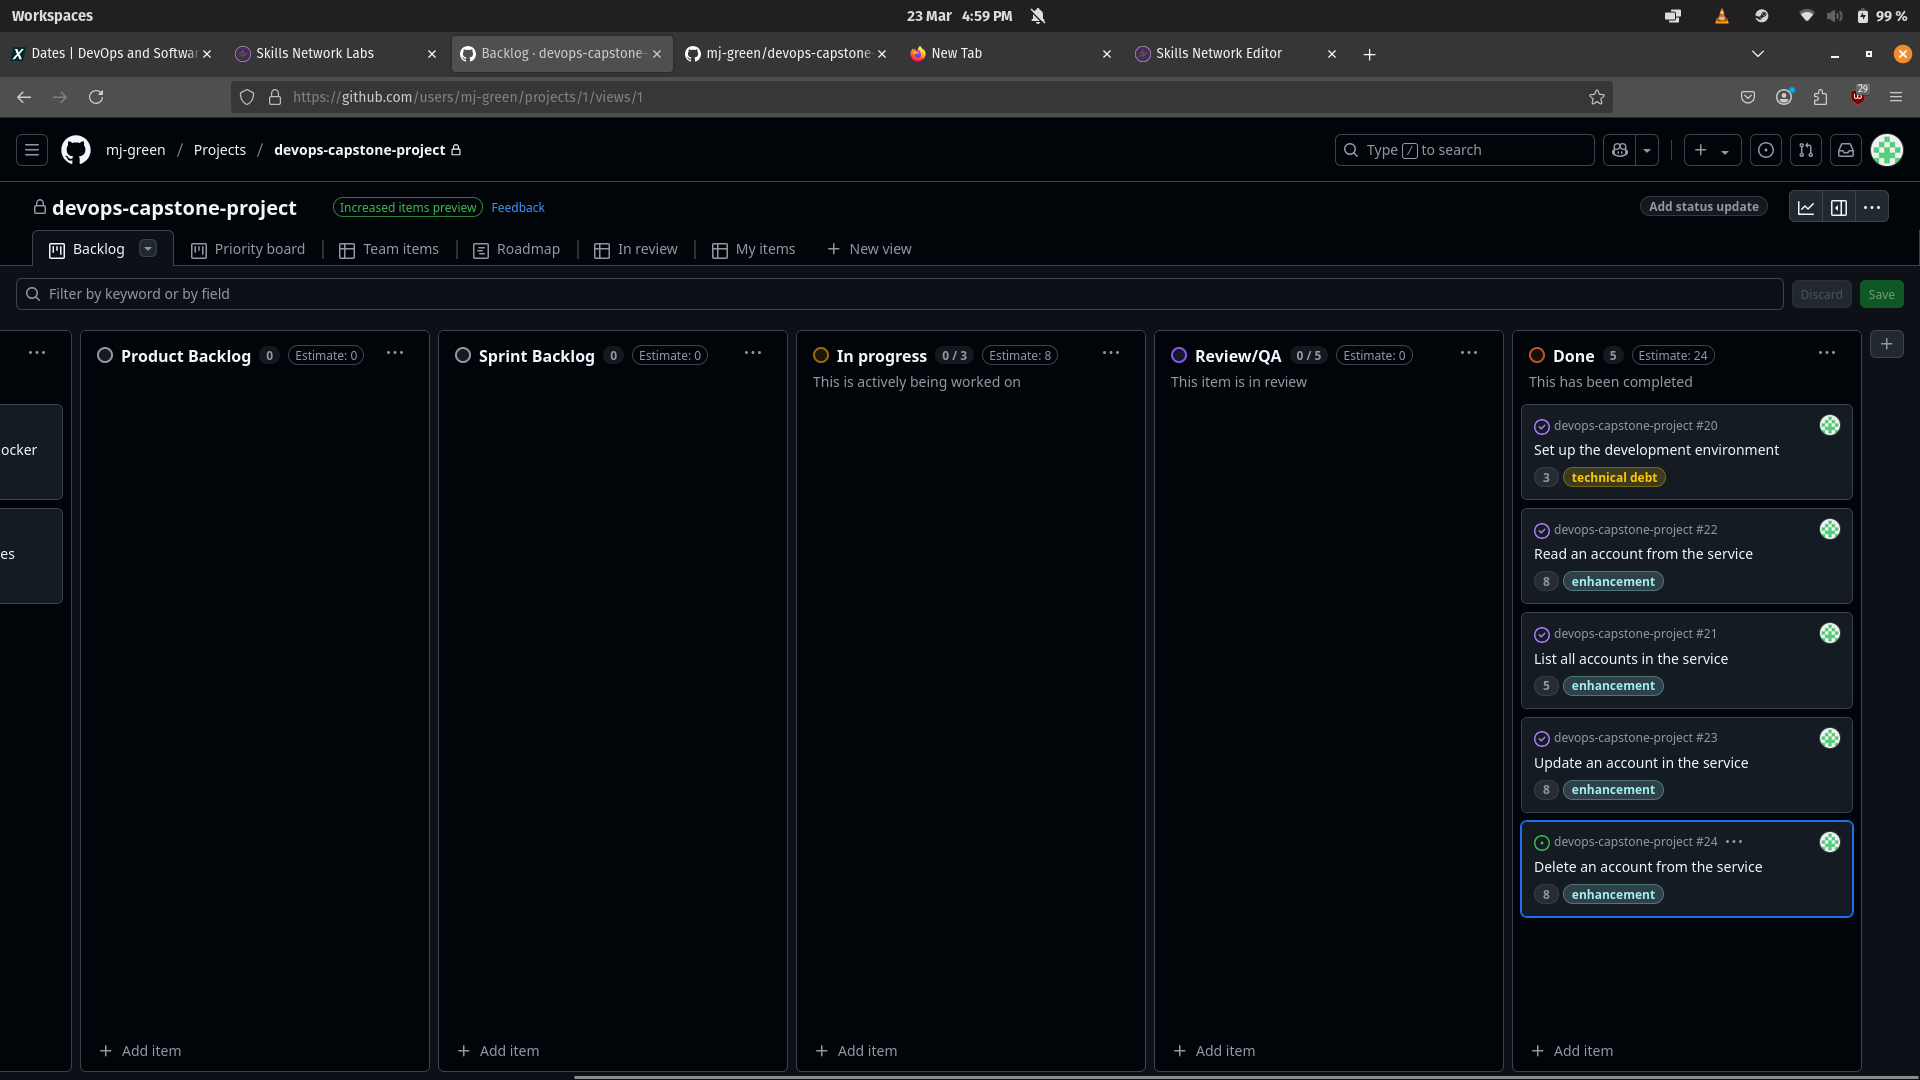 Workspaces
23 Mar 4:59 PM
99 %
Dates | DevOps and Softwa
Skills Network Labs
Backlog · devops-capstone-
mj-green/devops-capstone
New Tab
Skills Network Editor
https://github.com/users/mj-green/projects/1/views/1
29
mj-green / Projects / devops-capstone-project
Type / to search
devops-capstone-project
Increased items preview
Feedback
Add status update
Backlog
Priority board
Team items
Roadmap
In review
My items
New view
Filter by keyword or by field
Discard
Save
ocker
es
Product Backlog 0 Estimate: 0
Add item
Sprint Backlog 0 Estimate: 0
Add item
In progress 0 / 3 Estimate: 8
This is actively being worked on
Add item
Review/QA 0 / 5 Estimate: 0
This item is in review
Add item
Done 5 Estimate: 24
This has been completed
devops-capstone-project #20
Set up the development environment
3 technical debt
devops-capstone-project #22
Read an account from the service
8 enhancement
devops-capstone-project #21
List all accounts in the service
5 enhancement
devops-capstone-project #23
Update an account in the service
8 enhancement
devops-capstone-project #24
Delete an account from the service
8 enhancement
Add item